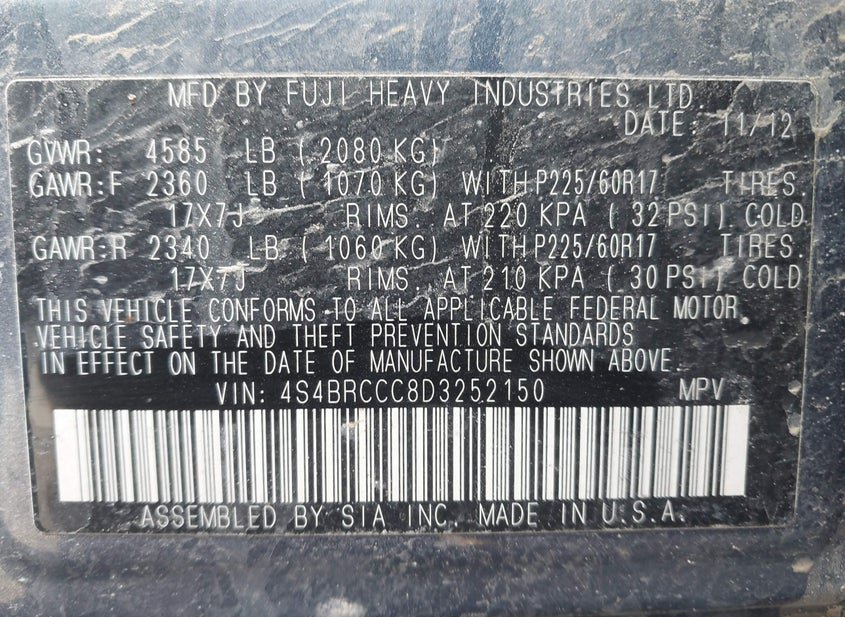 MFD BY FUJI HEAVY INDUSTRIES LTD.
DATE: 11/12
GVWR: 4585 LB (2080 KG)
GAWR:F 2360 LB (1070 KG) WITH P225/60R17 TIRES.
17X7J RIMS. AT 220 KPA (32 PSI) COLD
GAWR:R 2340 LB (1060 KG) WITH P225/60R17 TIRES.
17X7J RIMS. AT 210 KPA (30 PSI) COLD
THIS VEHICLE CONFORMS TO ALL APPLICABLE FEDERAL MOTOR
VEHICLE SAFETY AND THEFT PREVENTION STANDARDS
IN EFFECT ON THE DATE OF MANUFACTURE SHOWN ABOVE.
VIN: 4S4BRCCC8D3252150 MPV
ASSEMBLED BY SIA INC. MADE IN U.S.A.